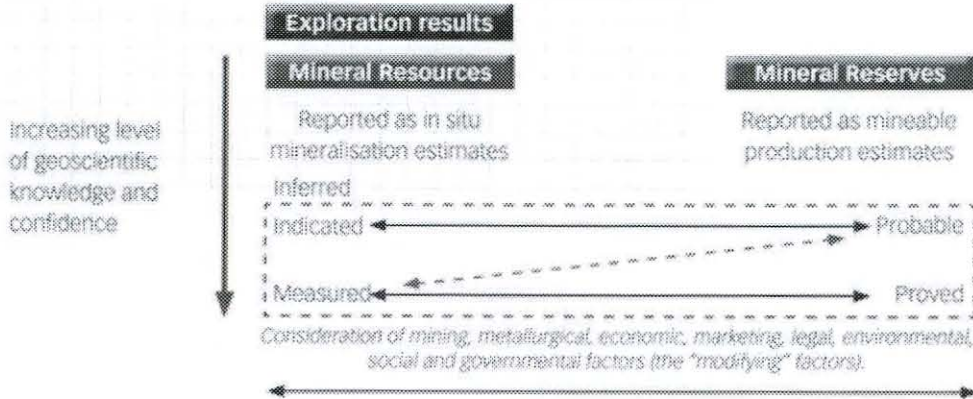 Exploration results
Mineral Resources
Mineral Reserves
Reported as in situ
mineralisation estimates
Reported as mineable
production estimates
Increasing level
of geoscientific
knowledge and
confidence
Inferred
Indicated
Probable
Measured
Proved
Consideration of mining, metallurgical, economic, marketing, legal, environmental,
social and governmental factors (the "modifying" factors).